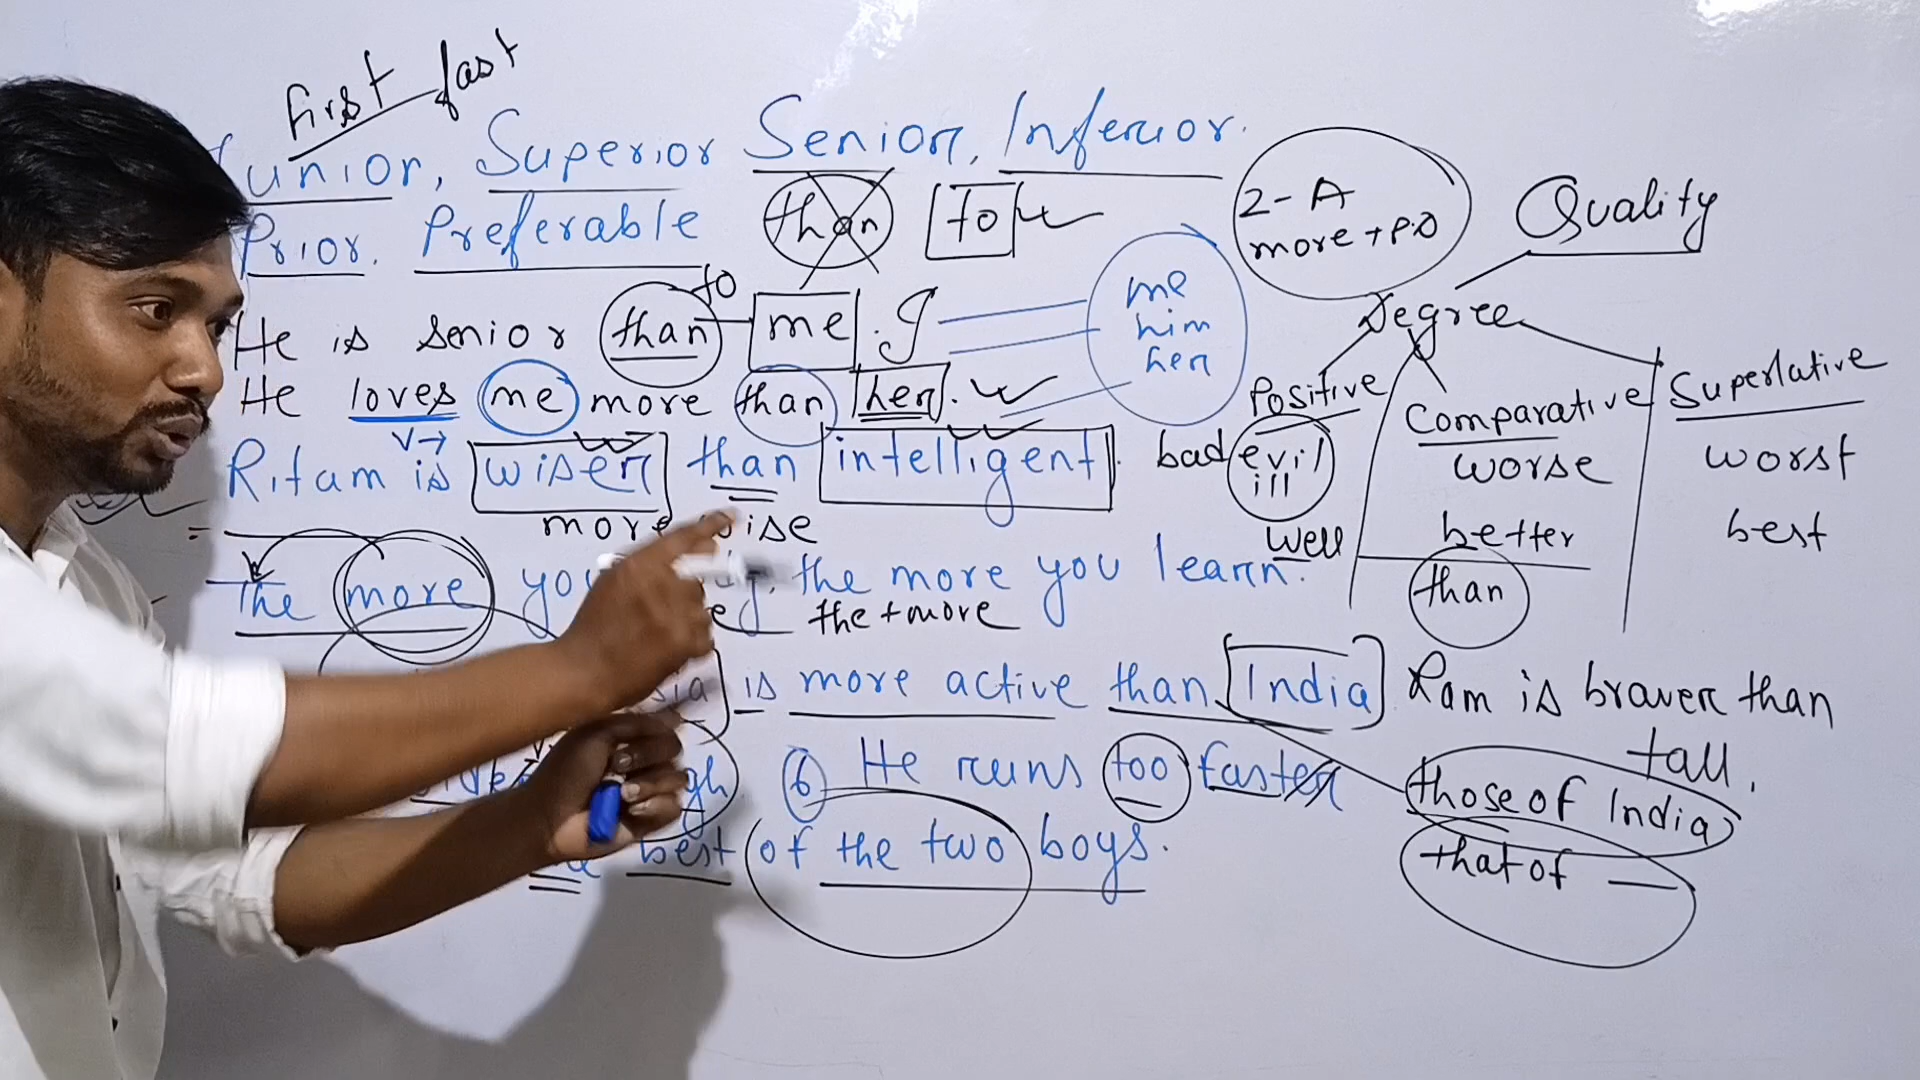 First fast
Junior, Superior Senior, Inferior.
Prior. Preferable than to
2-A
more + P.D
Quality
Degree
Positive Comparative Superlative
bad evil ill worse worst
well better best
than
me
him
her
to
He is senior than me. I
He loves me more than her.
V→
Ritam is wiser than intelligent.
more wise
The more you the more you learn.
the + more
is more active than India
Ram is braver than
tall.
6 He runs too faster
those of India
that of —
best of the two boys.